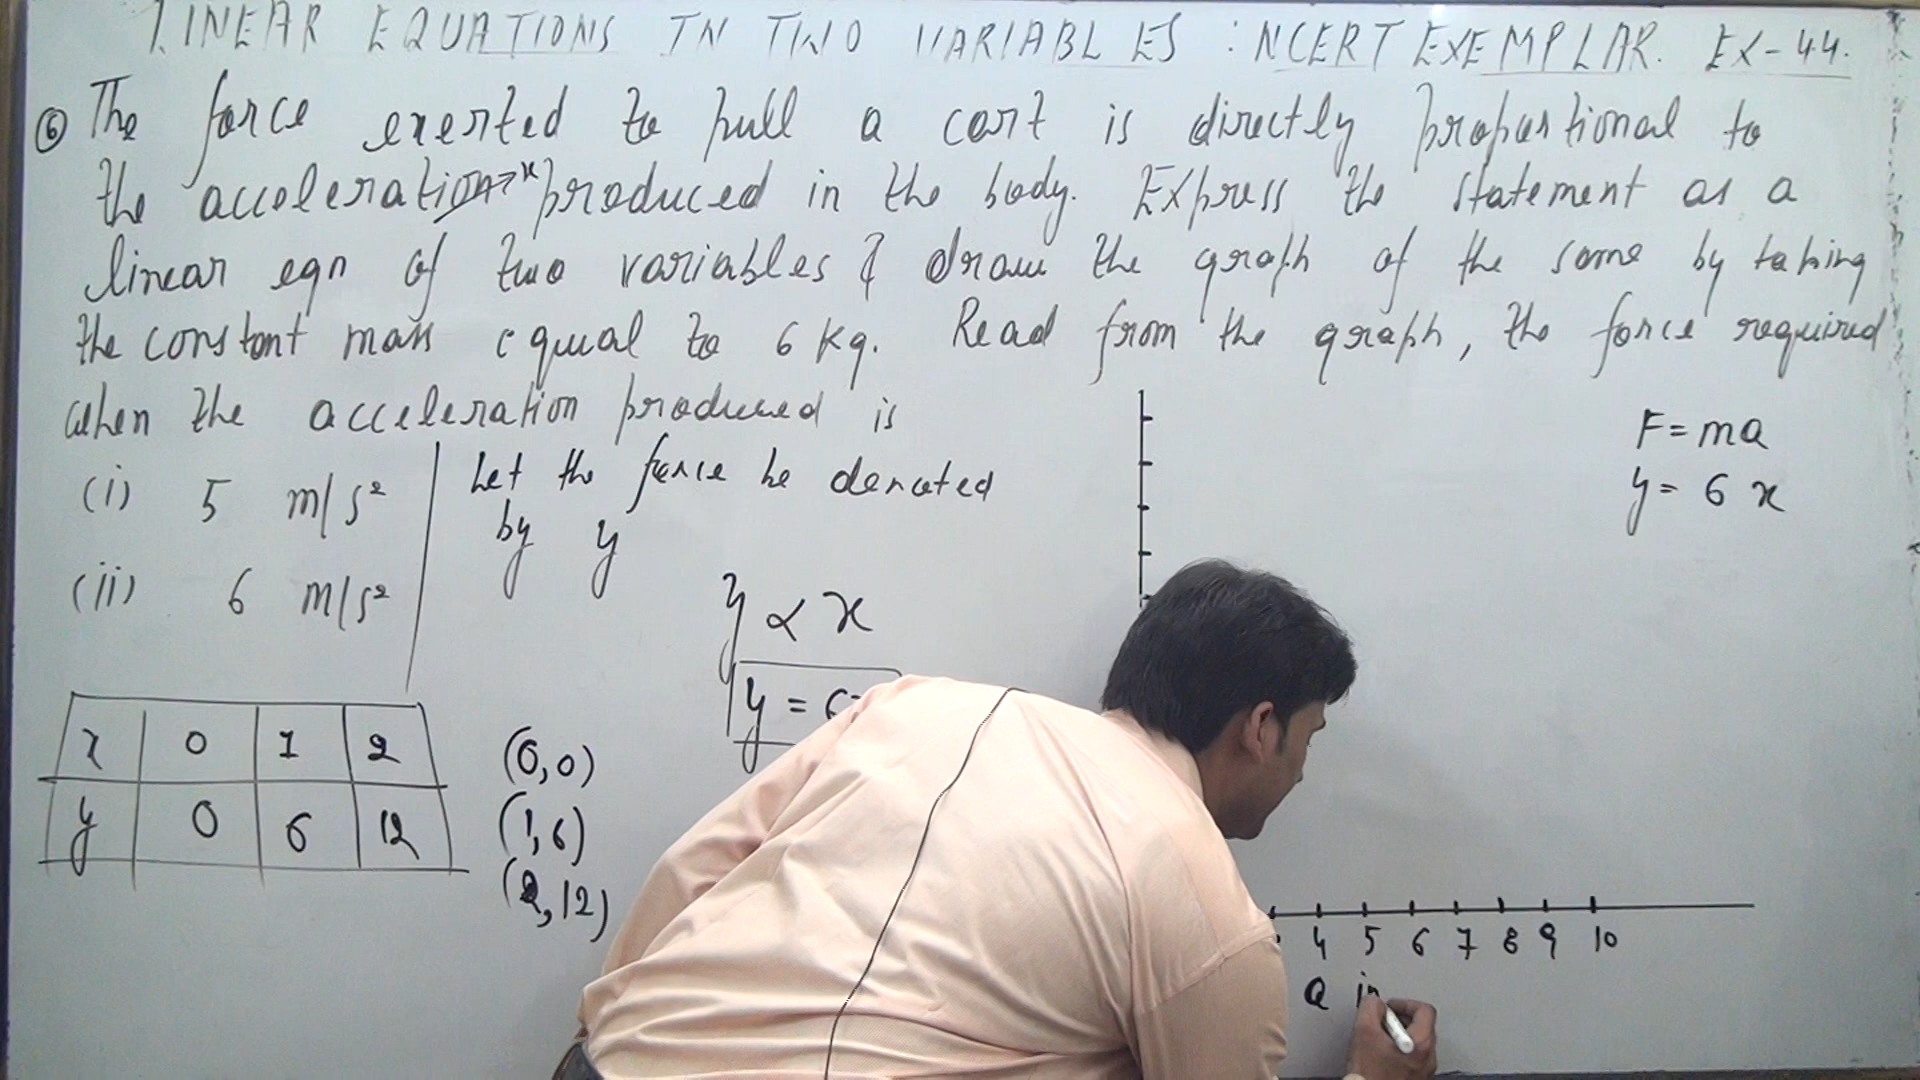 LINEAR EQUATIONS IN TWO VARIABLES : NCERT EXEMPLAR. EX-4.4.
⑥ The force exerted to pull a cart is directly proportional to
the acceleration→x produced in the body. Express the statement as a
linear eqn of two variables & draw the graph of the same by taking
the constant mass equal to 6 kg. Read from the graph, the force required
when the acceleration produced is
(i) 5 m/s²
(ii) 6 m/s²
Let the force be denoted
by y
y ∝ x
y = 6
F = ma
y = 6 x
x 0 1 2
y 0 6 12
(0,0)
(1,6)
(2,12)
4 5 6 7 8 9 10
a in